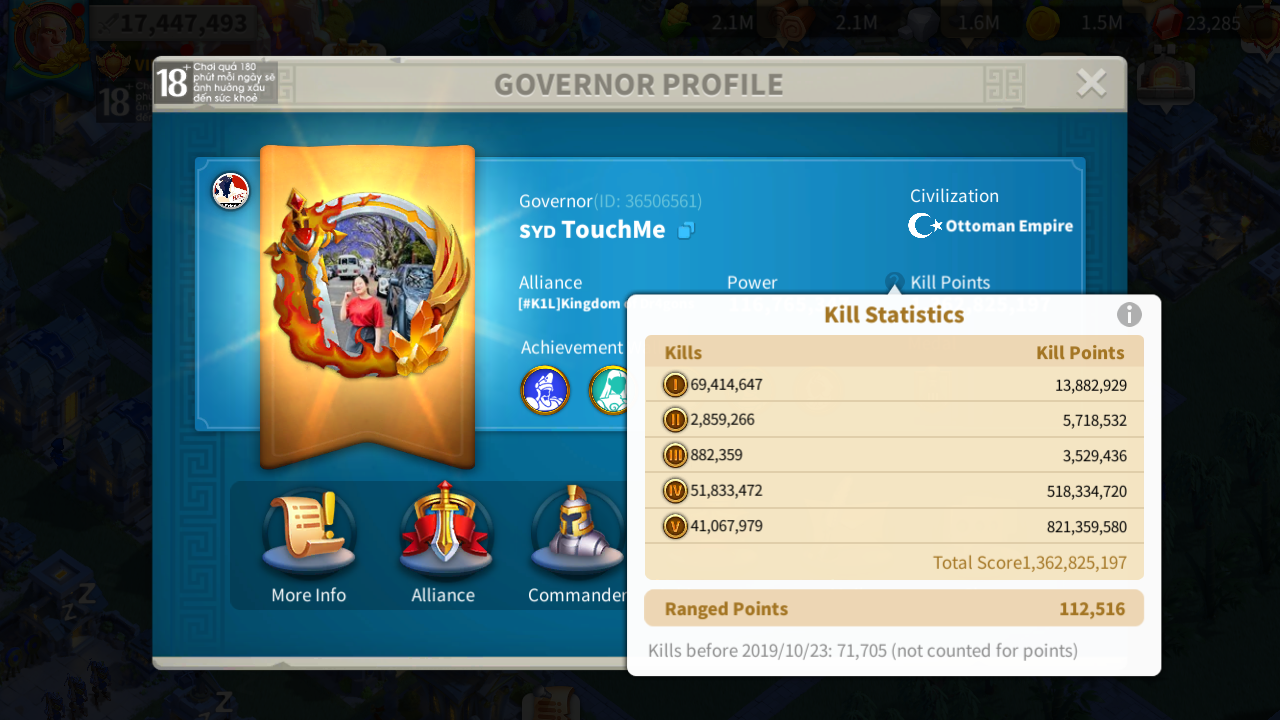 17,447,493
2.1M
2.1M
1.6M
1.5M
23,285
18+
Chơi quá 180
phút mỗi ngày sẽ
ảnh hưởng xấu
đến sức khoẻ
GOVERNOR PROFILE
Governor(ID: 36506561)
SYD TouchMe
Civilization
Ottoman Empire
Alliance
Power
Kill Points
[#K1L]Kingdom
Achievement
Kill Statistics
Kills Kill Points
I 69,414,647 13,882,929
II 2,859,266 5,718,532
III 882,359 3,529,436
IV 51,833,472 518,334,720
V 41,067,979 821,359,580
Total Score1,362,825,197
Ranged Points 112,516
Kills before 2019/10/23: 71,705 (not counted for points)
More Info
Alliance
Commander
Z
Z
Z